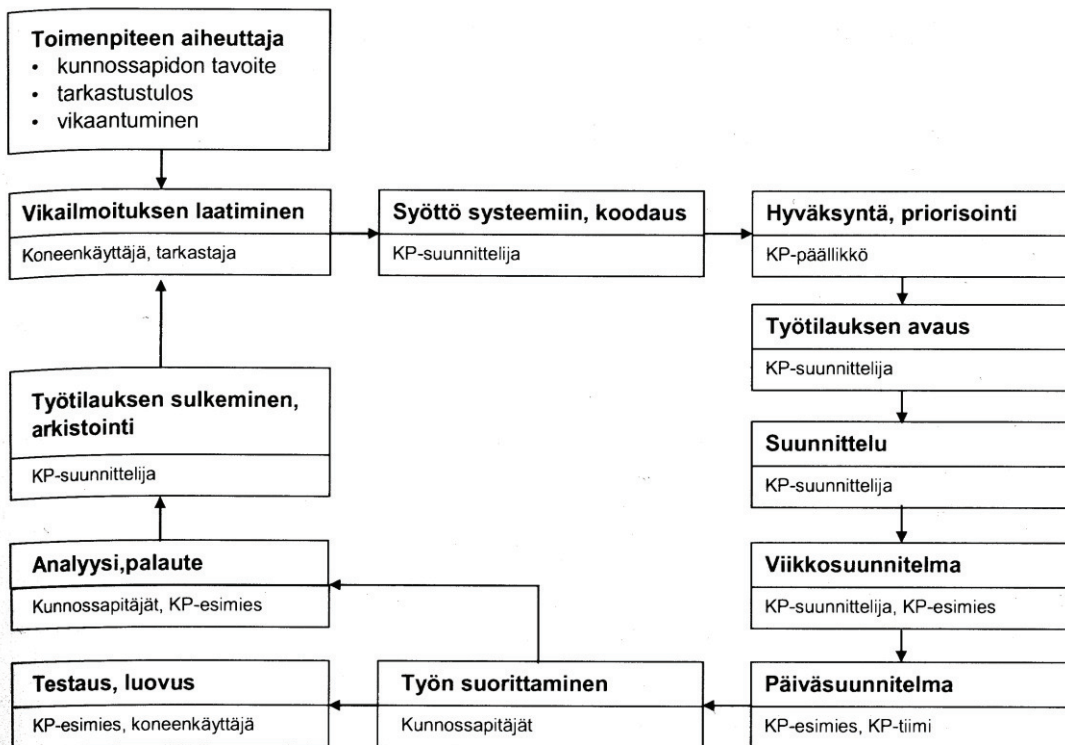 Toimenpiteen aiheuttaja
• kunnossapidon tavoite
• tarkastustulos
• vikaantuminen
Vikailmoituksen laatiminen
Koneenkäyttäjä, tarkastaja
Syöttö systeemiin, koodaus
KP-suunnittelija
Hyväksyntä, priorisointi
KP-päällikkö
Työtilauksen avaus
KP-suunnittelija
Suunnittelu
KP-suunnittelija
Viikkosuunnitelma
KP-suunnittelija, KP-esimies
Päiväsuunnitelma
KP-esimies, KP-tiimi
Työn suorittaminen
Kunnossapitäjät
Testaus, luovus
KP-esimies, koneenkäyttäjä
Analyysi,palaute
Kunnossapitäjät, KP-esimies
Työtilauksen sulkeminen,
arkistointi
KP-suunnittelija